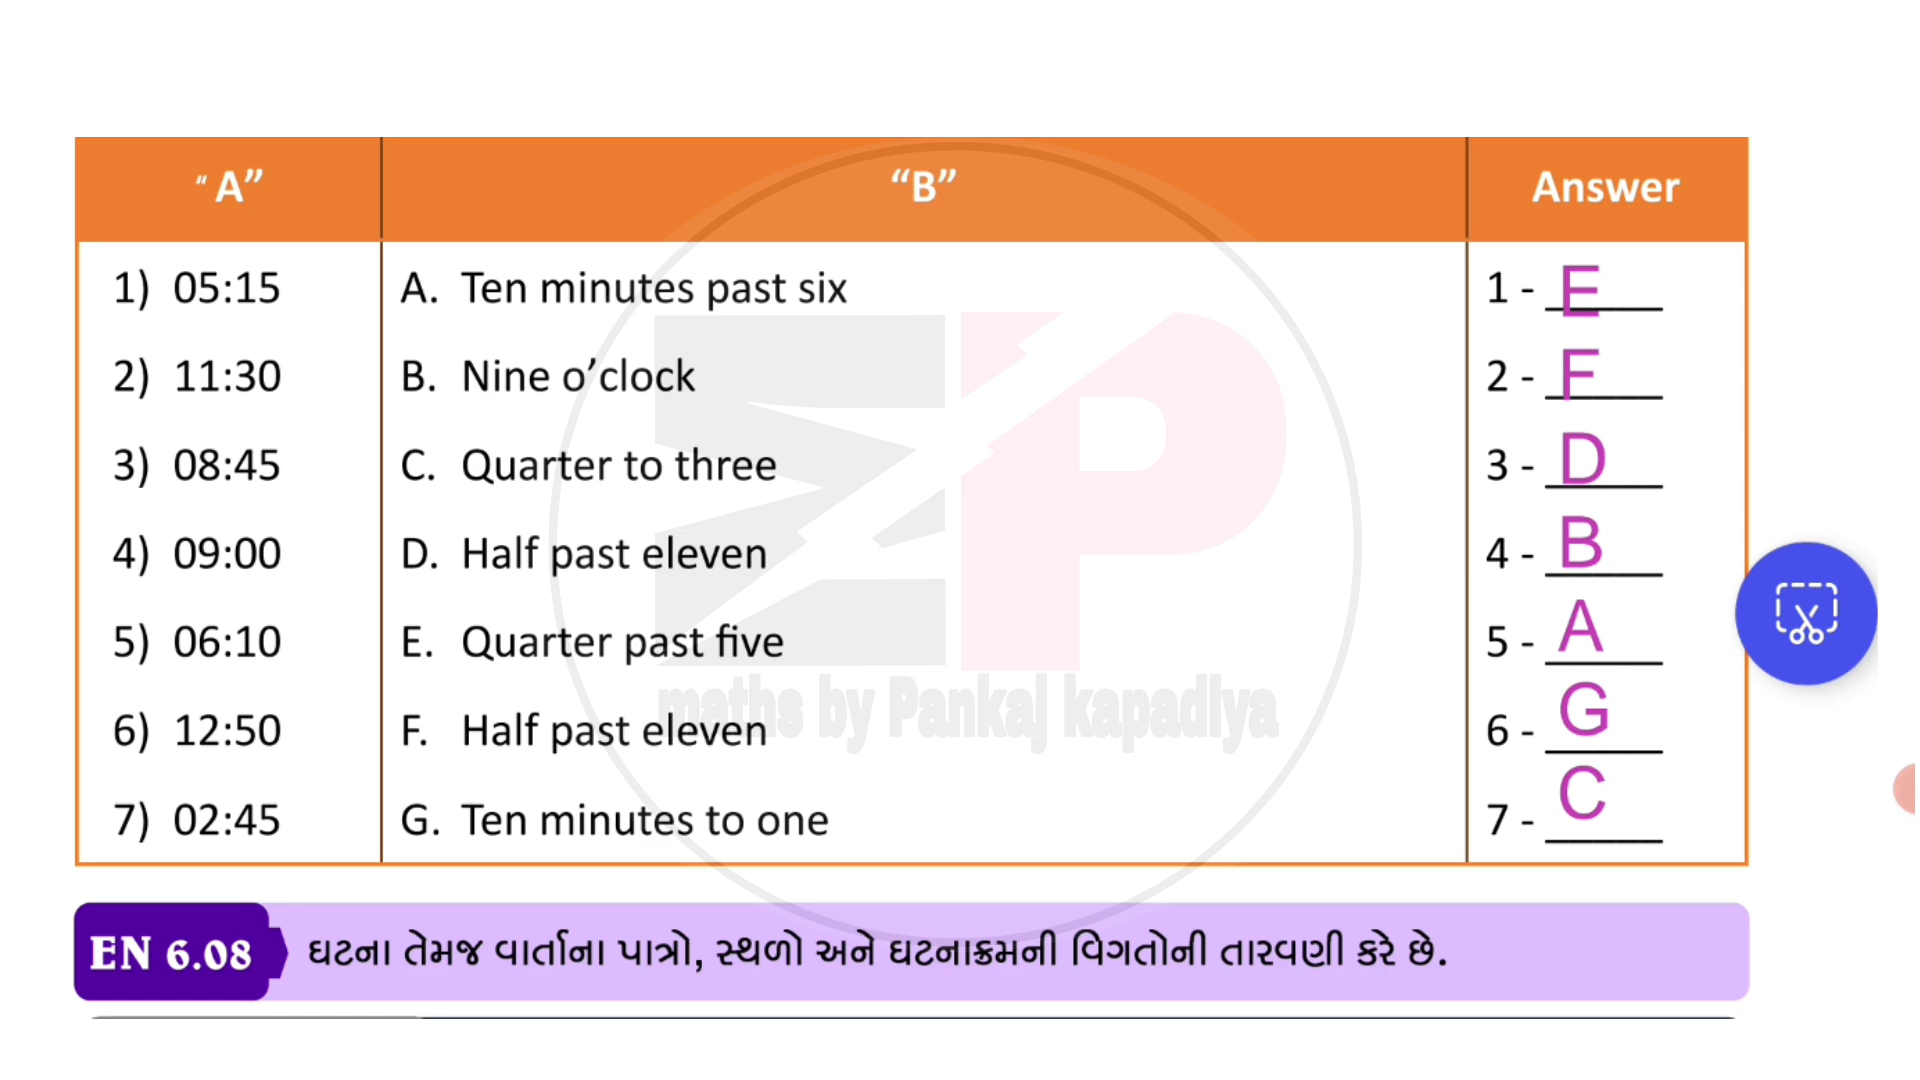 “ A” “B” Answer
1) 05:15 A. Ten minutes past six 1 - E
2) 11:30 B. Nine o’clock 2 - F
3) 08:45 C. Quarter to three 3 - D
4) 09:00 D. Half past eleven 4 - B
5) 06:10 E. Quarter past five 5 - A
maths by Pankaj kapadiya
6) 12:50 F. Half past eleven 6 - G
7) 02:45 G. Ten minutes to one 7 - C
EN 6.08 ઘટના તેમજ વાર્તાના પાત્રો, સ્થળો અને ઘટનાક્રમની વિગતોની તારવણી કરે છે.